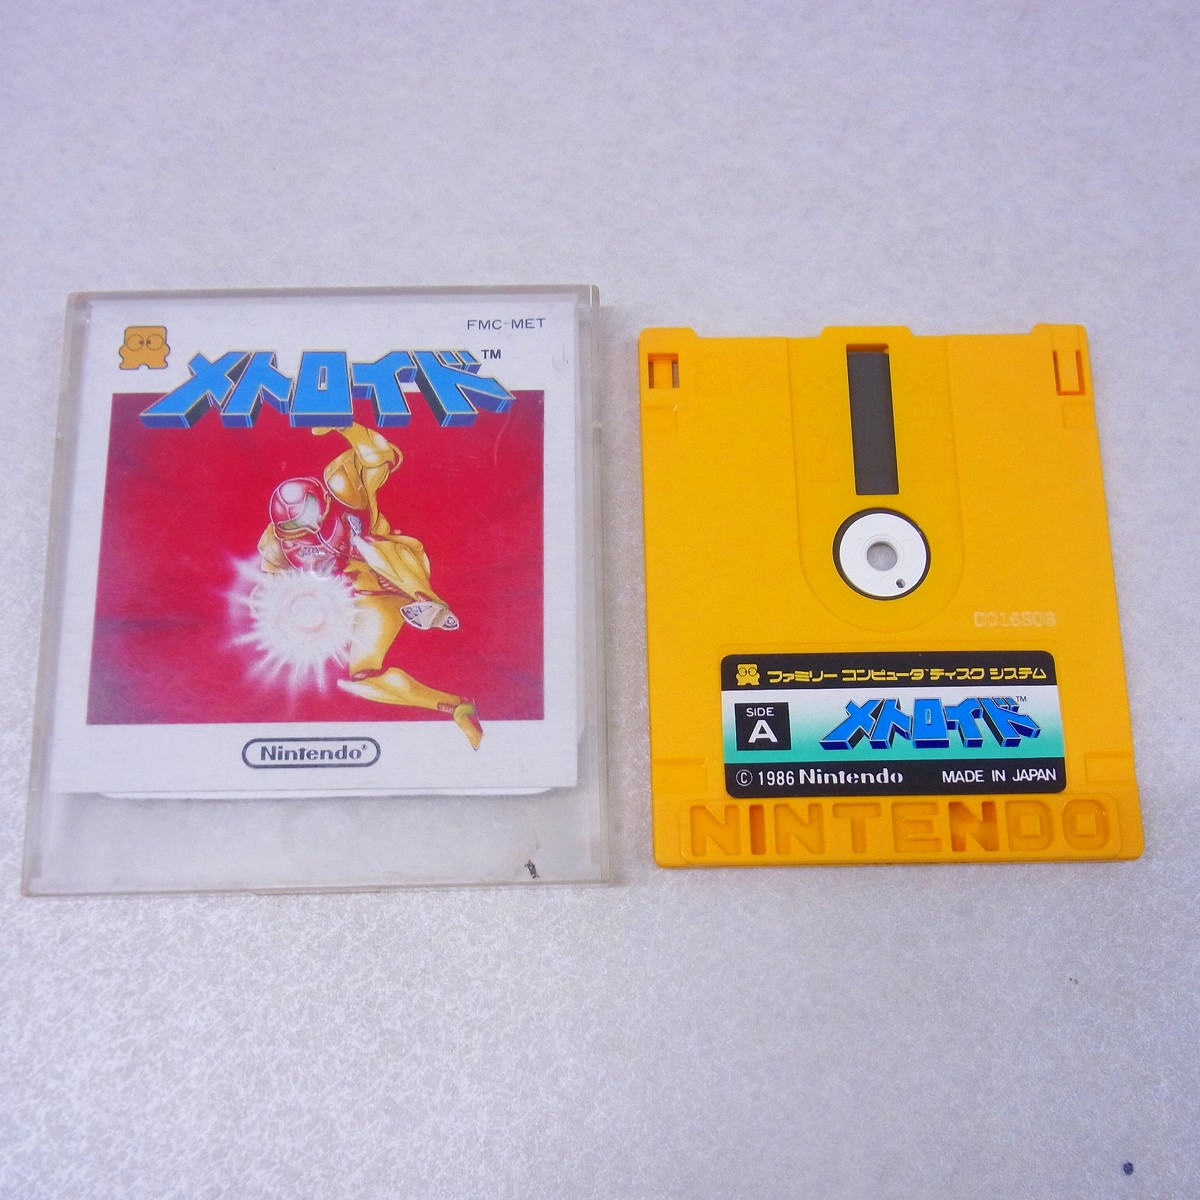 FMC-MET
メトロイド™
Nintendo®
0016808
ファミリー コンピュータ ディスク システム
SIDE
A
メトロイド™
© 1986 Nintendo MADE IN JAPAN
NINTENDO